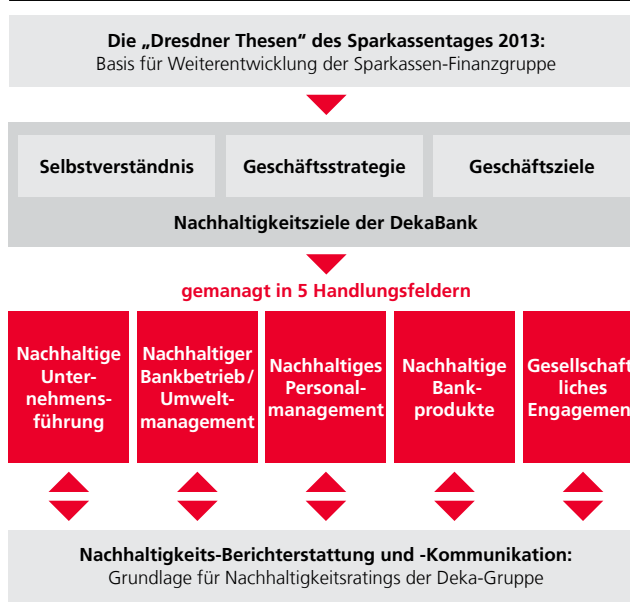 Die „Dresdner Thesen" des Sparkassentages 2013:
Basis für Weiterentwicklung der Sparkassen-Finanzgruppe
Selbstverständnis
Geschäftsstrategie
Geschäftsziele
Nachhaltigkeitsziele der DekaBank
gemanagt in 5 Handlungsfeldern
Nachhaltige
Unter-
nehmens-
führung
Nachhaltiger
Bankbetrieb/
Umwelt-
management
Nachhaltiges
Personal-
management
Nachhaltige
Bank-
produkte
Gesellschaft
liches
Engagemen
Nachhaltigkeits-Berichterstattung und -Kommunikation:
Grundlage für Nachhaltigkeitsratings der Deka-Gruppe